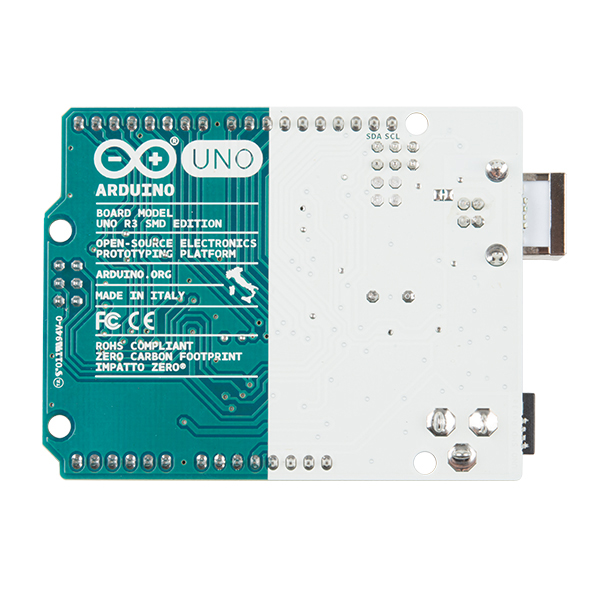 SDA SCL
UNO
ARDUINO
BOARD MODEL
UNO R3 SMD EDITION
OPEN-SOURCE ELECTRONICS
PROTOTYPING PLATFORM
ARDUINO.ORG
MADE IN ITALY
FC CE
ROHS COMPLIANT
ZERO CARBON FOOTPRINT
IMPATTO ZERO®